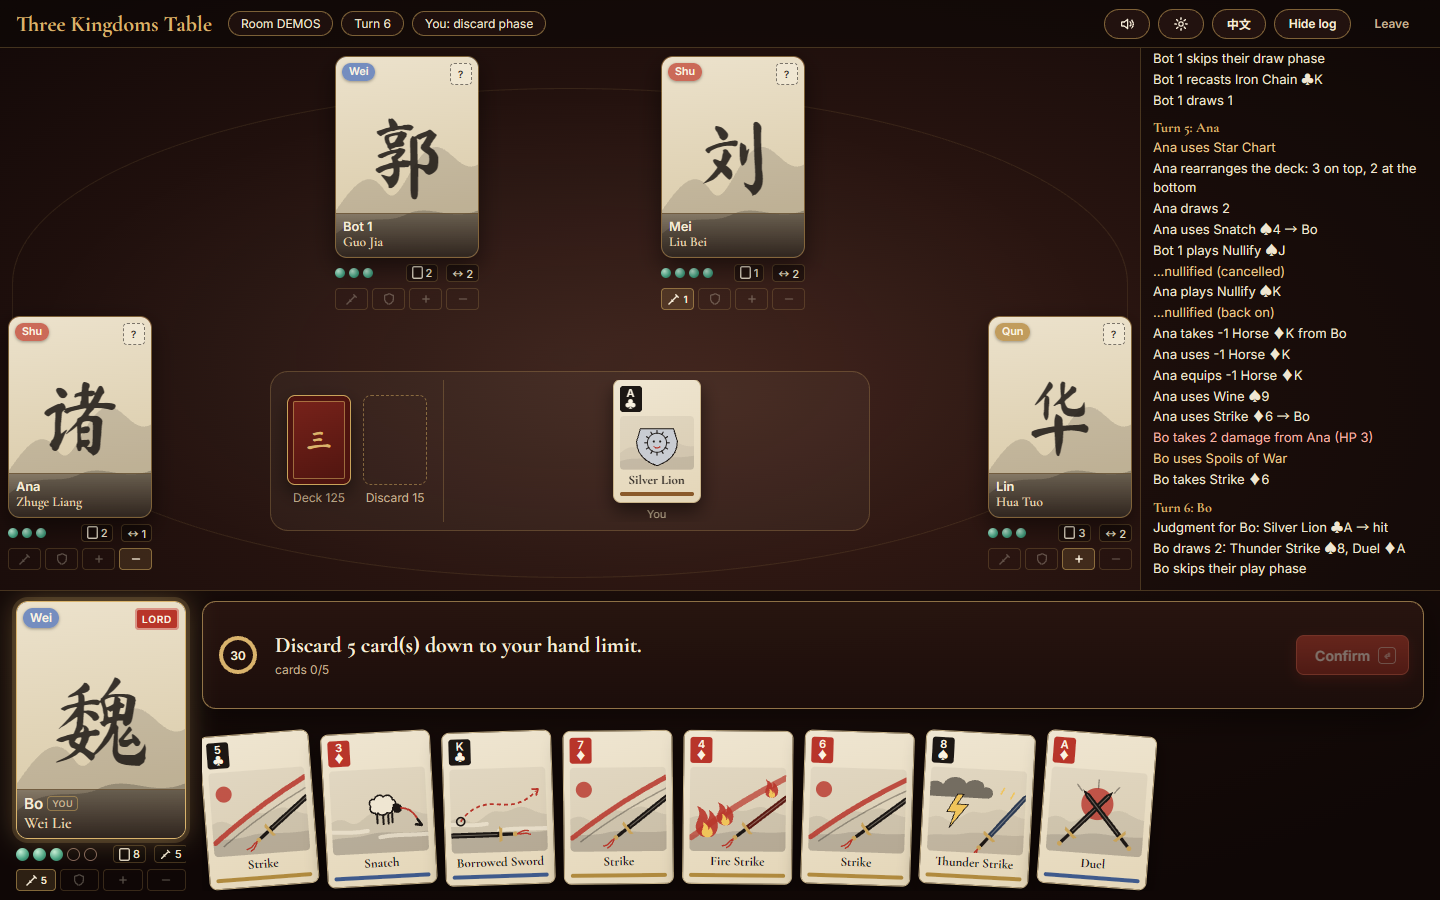 Three Kingdoms Table
Room DEMOS
Turn 6
You: discard phase
中文
Hide log
Leave
Wei
?
郭
Bot 1
Guo Jia
2
↔ 2
Shu
?
刘
Mei
Liu Bei
1
↔ 2
1
+
−
Shu
?
诸
Ana
Zhuge Liang
2
↔ 1
+
−
Qun
?
华
Lin
Hua Tuo
3
↔ 2
+
−
三
Deck 125
Discard 15
A
♣
Silver Lion
You
Bot 1 skips their draw phase
Bot 1 recasts Iron Chain ♣K
Bot 1 draws 1
Turn 5: Ana
Ana uses Star Chart
Ana rearranges the deck: 3 on top, 2 at the
bottom
Ana draws 2
Ana uses Snatch ♠4 → Bo
Bot 1 plays Nullify ♠J
…nullified (cancelled)
Ana plays Nullify ♠K
…nullified (back on)
Ana takes -1 Horse ♦K from Bo
Ana uses -1 Horse ♦K
Ana equips -1 Horse ♦K
Ana uses Wine ♠9
Ana uses Strike ♦6 → Bo
Bo takes 2 damage from Ana (HP 3)
Bo uses Spoils of War
Bo takes Strike ♦6
Turn 6: Bo
Judgment for Bo: Silver Lion ♣A → hit
Bo draws 2: Thunder Strike ♠8, Duel ♦A
Bo skips their play phase
Wei
LORD
魏
Bo YOU
Wei Lie
8
5
5
+
−
30
Discard 5 card(s) down to your hand limit.
cards 0/5
Confirm
5
♣
Strike
3
♦
Snatch
K
♣
Borrowed Sword
7
♦
Strike
4
♦
Fire Strike
6
♦
Strike
8
♠
Thunder Strike
A
♦
Duel